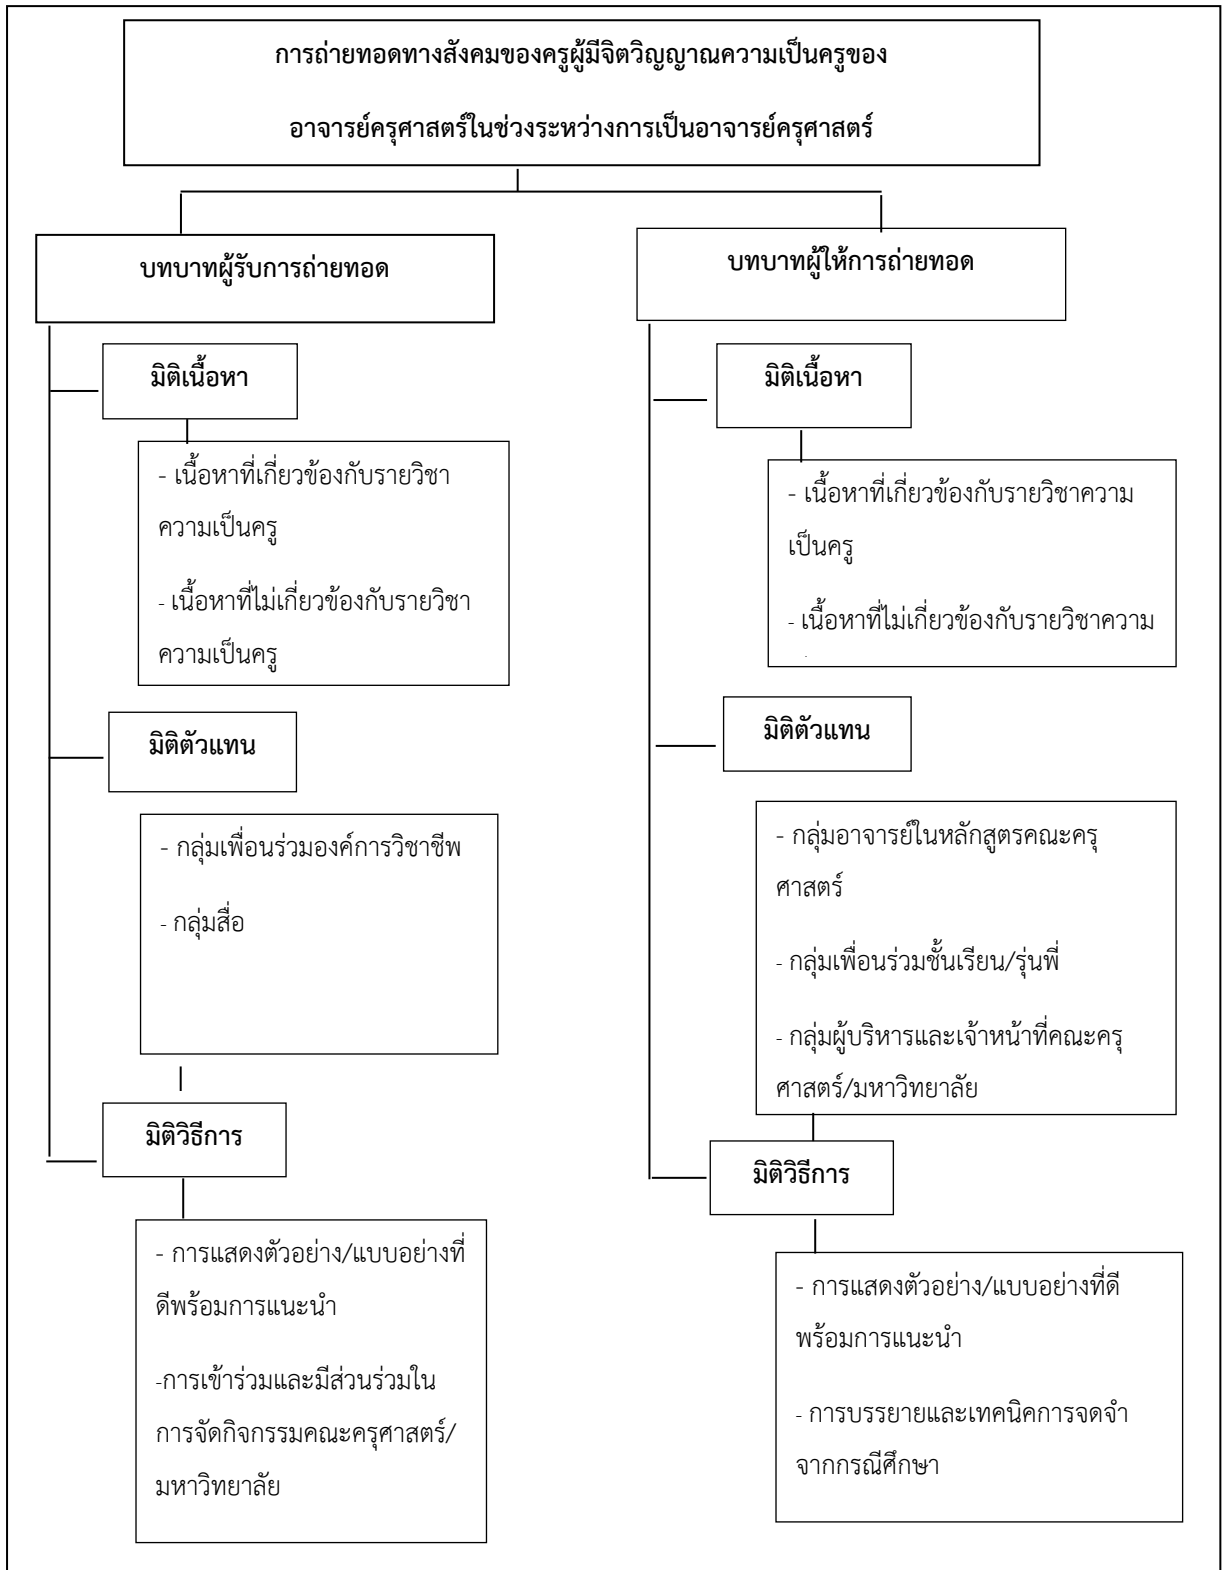 การถ่ายทอดทางสังคมของครูผู้มีจิตวิญญาณความเป็นครูของ
อาจารย์ครุศาสตร์ในช่วงระหว่างการเป็นอาจารย์ครุศาสตร์
บทบาทผู้รับการถ่ายทอด
มิติเนื้อหา
- เนื้อหาที่เกี่ยวข้องกับรายวิชา
ความเป็นครู
- เนื้อหาที่ไม่เกี่ยวข้องกับรายวิชา
ความเป็นครู
มิติตัวแทน
- กลุ่มเพื่อนร่วมองค์การวิชาชีพ
- กลุ่มสื่อ
มิติวิธีการ
- การแสดงตัวอย่าง/แบบอย่างที่
ดีพร้อมการแนะนำ
-การเข้าร่วมและมีส่วนร่วมใน
การจัดกิจกรรมคณะครุศาสตร์/
มหาวิทยาลัย
บทบาทผู้ให้การถ่ายทอด
มิติเนื้อหา
- เนื้อหาที่เกี่ยวข้องกับรายวิชาความ
เป็นครู
- เนื้อหาที่ไม่เกี่ยวข้องกับรายวิชาความ
มิติตัวแทน
- กลุ่มอาจารย์ในหลักสูตรคณะครุ
ศาสตร์
- กลุ่มเพื่อนร่วมชั้นเรียน/รุ่นพี่
- กลุ่มผู้บริหารและเจ้าหน้าที่คณะครุ
ศาสตร์/มหาวิทยาลัย
มิติวิธีการ
- การแสดงตัวอย่าง/แบบอย่างที่ดี
พร้อมการแนะนำ
- การบรรยายและเทคนิคการจดจำ
จากกรณีศึกษา